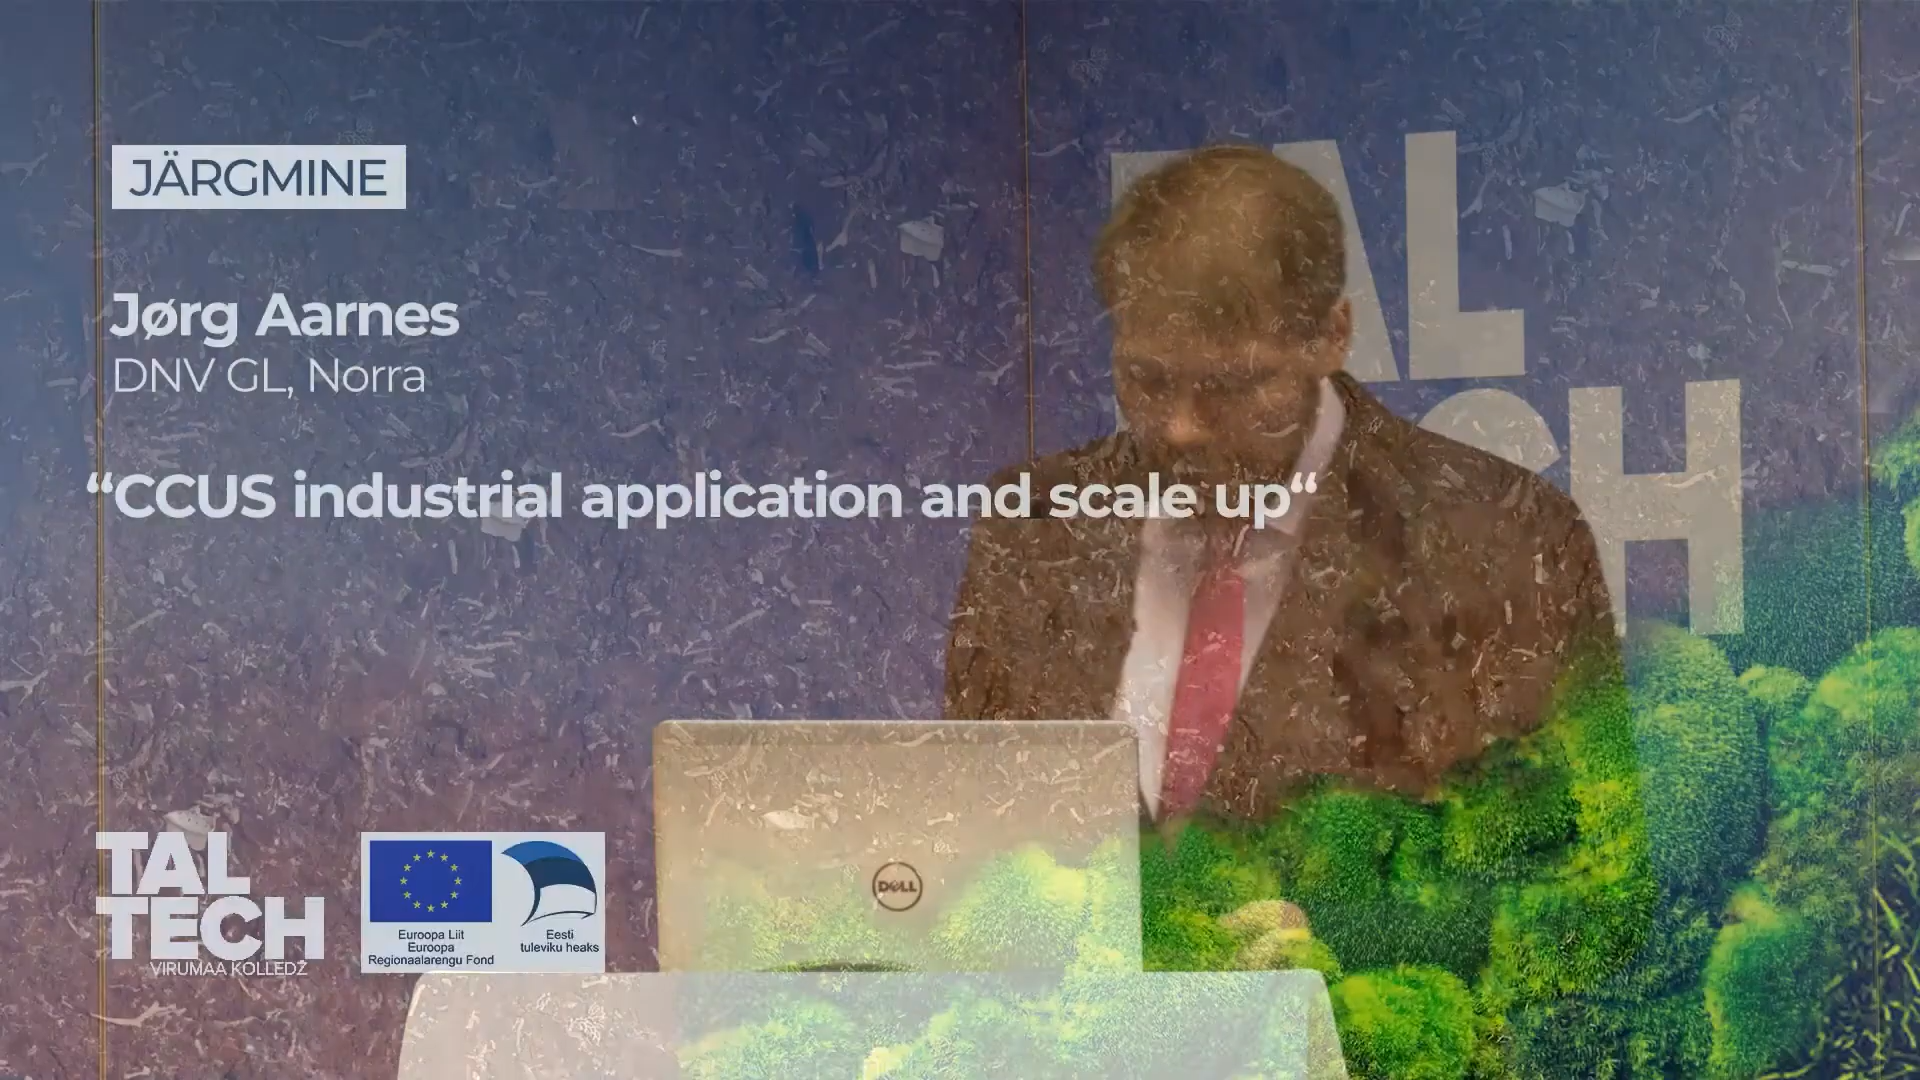 JÄRGMINE
Jørg Aarnes
DNV GL, Norra
“CCUS industrial application and scale up“
TAL
TECH
VIRUMAA KOLLEDŽ
Euroopa Liit
Euroopa
Regionaalarengu Fond
Eesti
tuleviku heaks
DELL